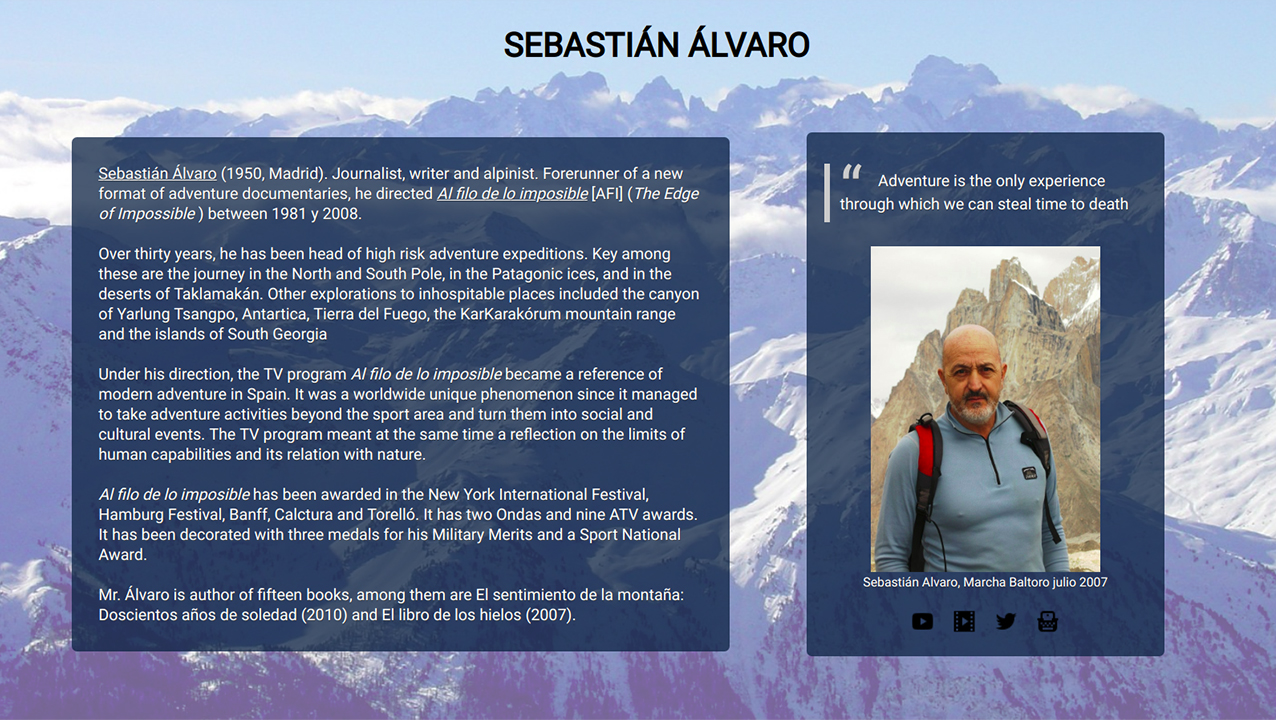 SEBASTIÁN ÁLVARO
Sebastián Álvaro (1950, Madrid). Journalist, writer and alpinist. Forerunner of a new
format of adventure documentaries, he directed Al filo de lo imposible [AFI] (The Edge
of Impossible ) between 1981 y 2008.
Over thirty years, he has been head of high risk adventure expeditions. Key among
these are the journey in the North and South Pole, in the Patagonic ices, and in the
deserts of Taklamakán. Other explorations to inhospitable places included the canyon
of Yarlung Tsangpo, Antartica, Tierra del Fuego, the KarKarakórum mountain range
and the islands of South Georgia
Under his direction, the TV program Al filo de lo imposible became a reference of
modern adventure in Spain. It was a worldwide unique phenomenon since it managed
to take adventure activities beyond the sport area and turn them into social and
cultural events. The TV program meant at the same time a reflection on the limits of
human capabilities and its relation with nature.
Al filo de lo imposible has been awarded in the New York International Festival,
Hamburg Festival, Banff, Calctura and Torelló. It has two Ondas and nine ATV awards.
It has been decorated with three medals for his Military Merits and a Sport National
Award.
Mr. Álvaro is author of fifteen books, among them are El sentimiento de la montaña:
Doscientos años de soledad (2010) and El libro de los hielos (2007).
“ Adventure is the only experience
through which we can steal time to death
Sebastián Alvaro, Marcha Baltoro julio 2007